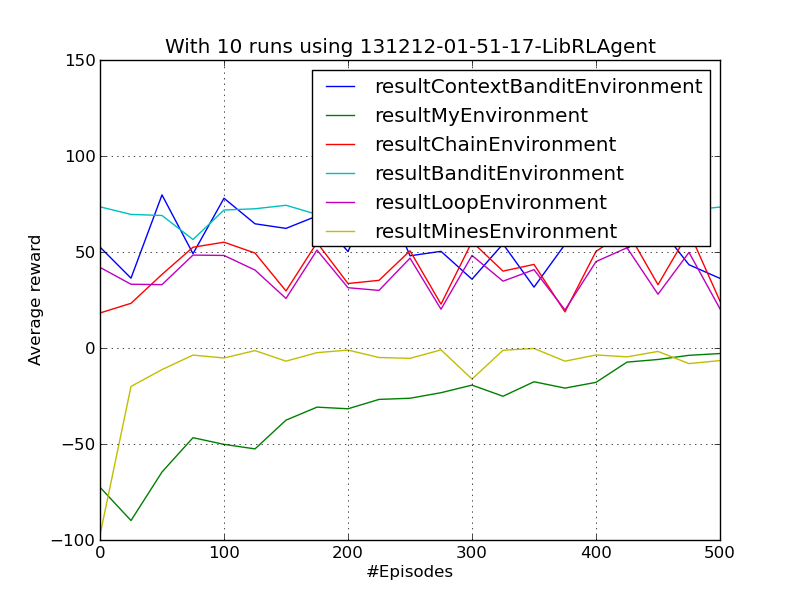 With 10 runs using 131212-01-51-17-LibRLAgent
150
100
50
0
−50
−100
Average reward
resultContextBanditEnvironment
resultMyEnvironment
resultChainEnvironment
resultBanditEnvironment
resultLoopEnvironment
resultMinesEnvironment
0 100 200 300 400 500
#Episodes